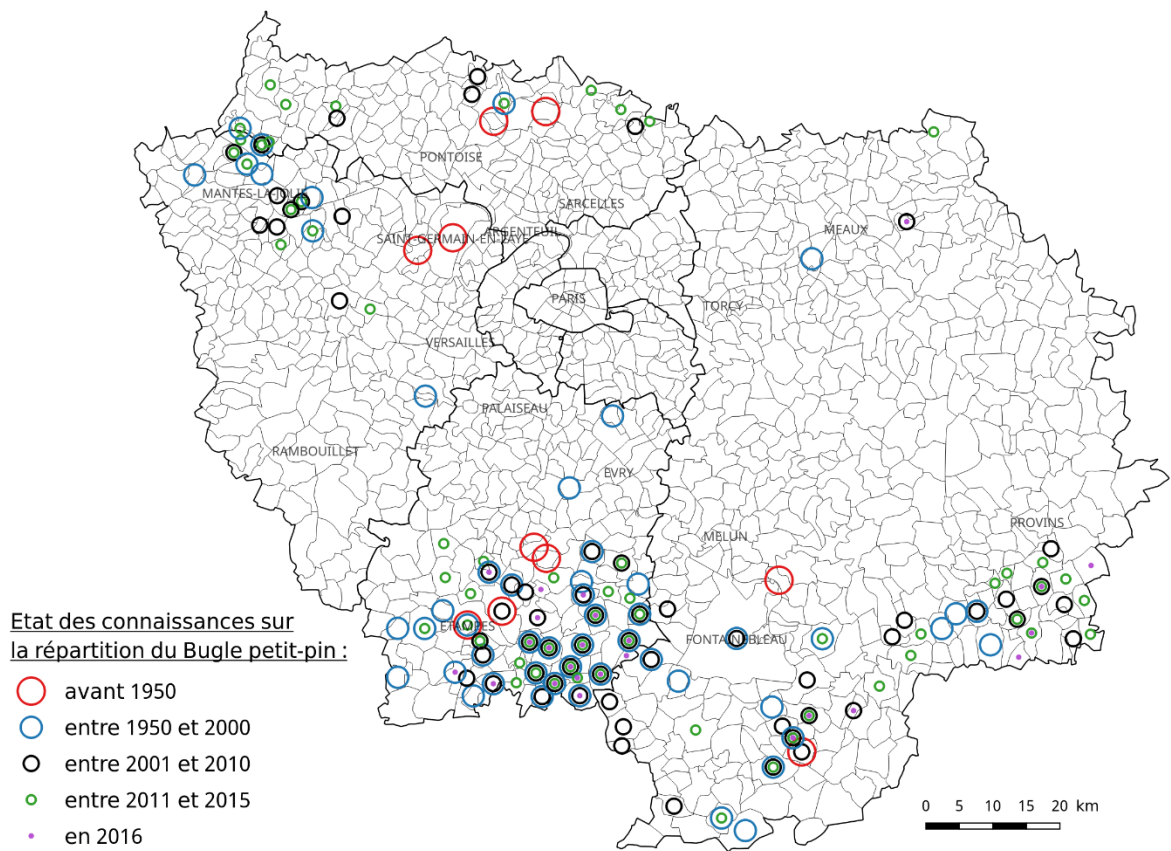 PONTOISE
MANTES-LA-JOLIE
SARCELLES
ARGENTEUIL
SAINT-GERMAIN-EN-LAYE
MEAUX
PARIS
TORCY
VERSAILLES
PALAISEAU
RAMBOUILLET
EVRY
PROVINS
MELUN
ETAMPES
FONTAINEBLEAU
Etat des connaissances sur
la répartition du Bugle petit-pin :
avant 1950
entre 1950 et 2000
entre 2001 et 2010
entre 2011 et 2015
en 2016
0 5 10 15 20 km